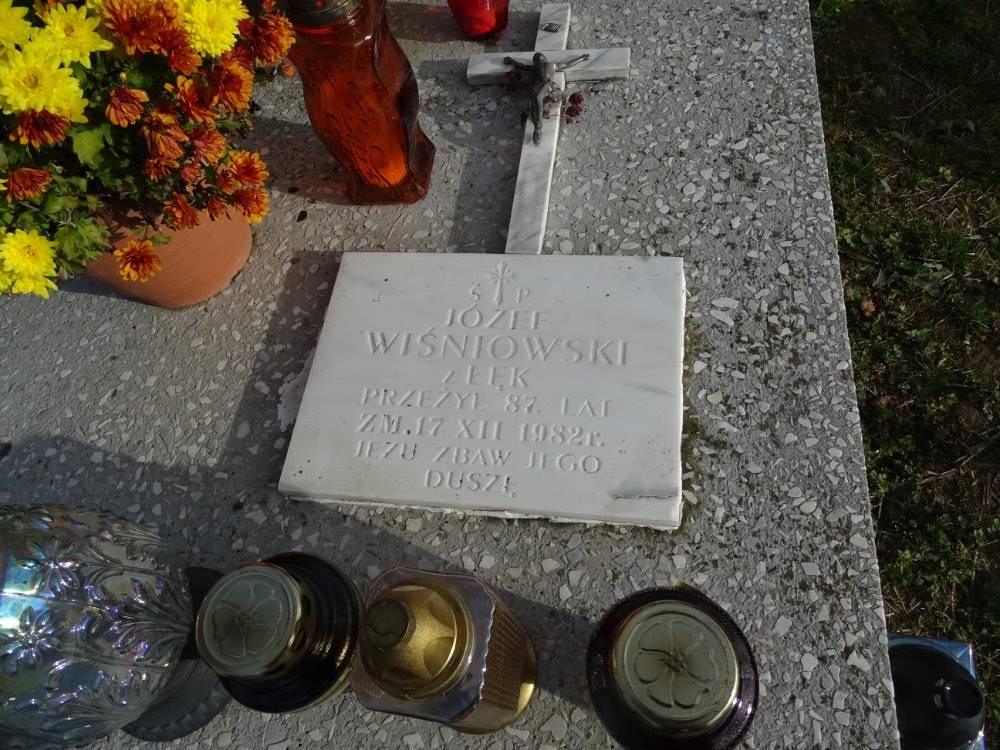 Ś P
JÓZEF
WIŚNIOWSKI
z ŁĘK
PRZEŻYŁ 87. LAT
ZM. 17 XII 1982r.
JEZU ZBAW JEGO
DUSZĘ